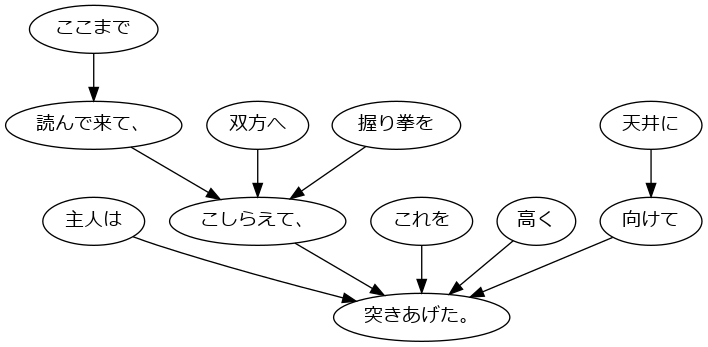 ここまで
読んで来て、
双方へ
握り拳を
天井に
主人は
こしらえて、
これを
高く
向けて
突きあげた。